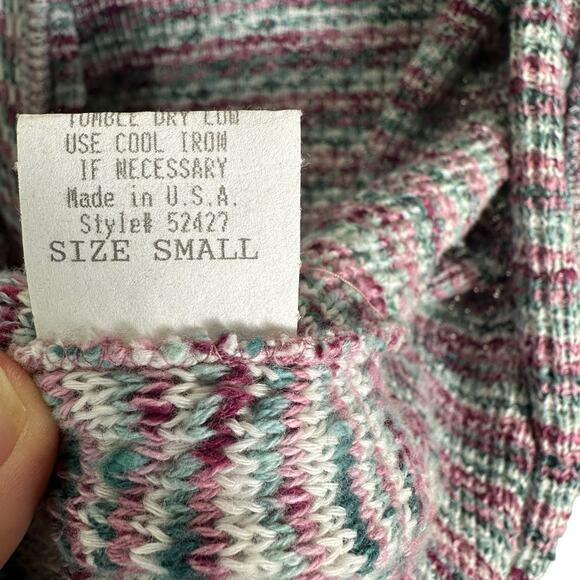 TUMBLE DRY LOW
USE COOL IRON
IF NECESSARY
Made in U.S.A.
Style# 52427
SIZE SMALL